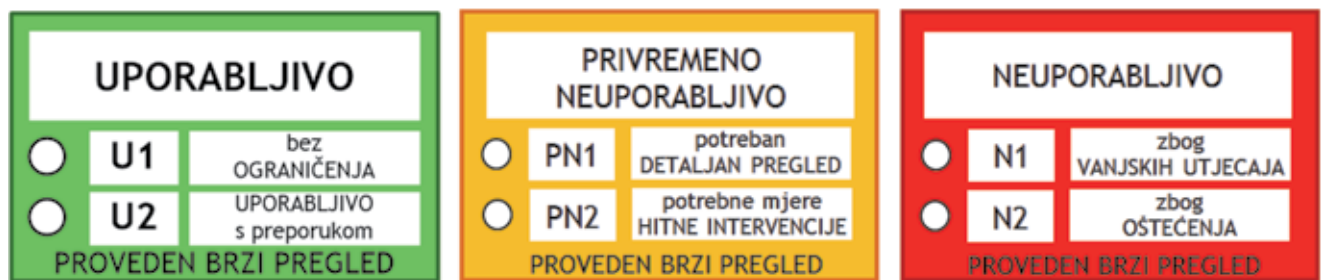 UPORABLJIVO
U1
bez
OGRANIČENJA
U2
UPORABLJIVO
s preporukom
PROVEDEN BRZI PREGLED
PRIVREMENO
NEUPORABLJIVO
PN1
potreban
DETALJAN PREGLED
PN2
potrebne mjere
HITNE INTERVENCIJE
PROVEDEN BRZI PREGLED
NEUPORABLJIVO
N1
zbog
VANJSKIH UTJECAJA
N2
zbog
OŠTEĆENJA
PROVEDEN BRZI PREGLED